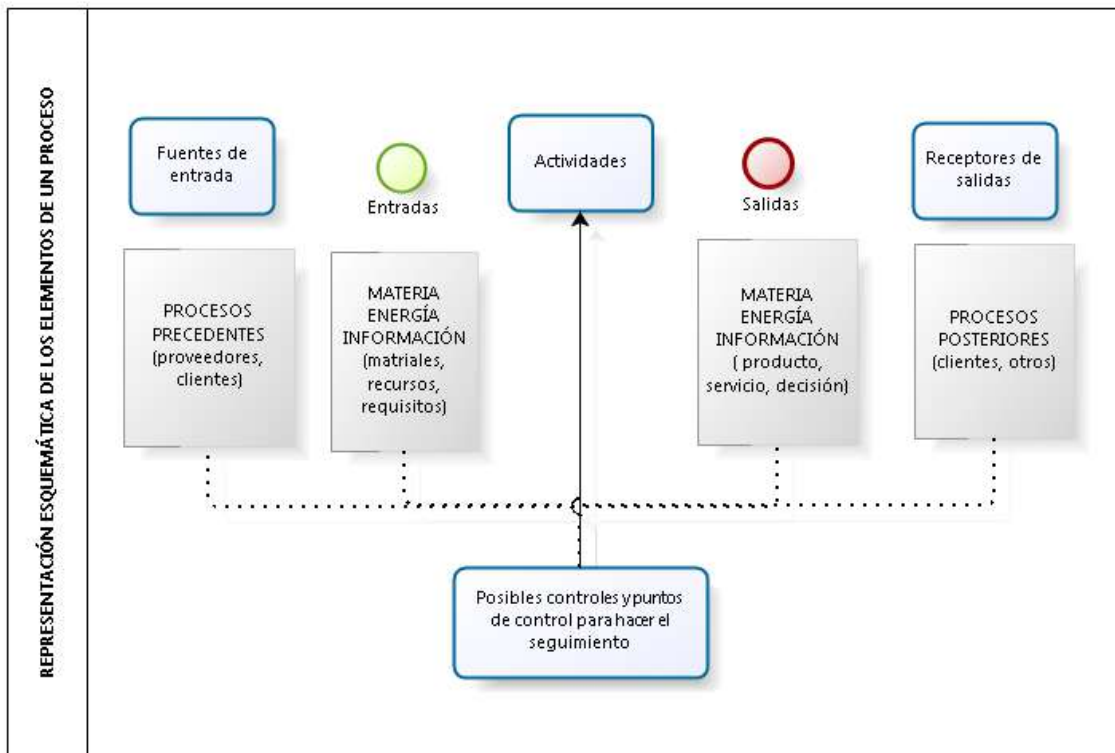 REPRESENTACIÓN ESQUEMÁTICA DE LOS ELEMENTOS DE UN PROCESO
Fuentes de
entrada
Entradas
Actividades
Salidas
Receptores de
salidas
PROCESOS
PRECEDENTES
(proveedores,
clientes)
MATERIA
ENERGÍA
INFORMACIÓN
(matriales,
recursos,
requisitos)
MATERIA
ENERGÍA
INFORMACIÓN
( producto,
servicio, decisión)
PROCESOS
POSTERIORES
(clientes, otros)
Posibles controles y puntos
de control para hacer el
seguimiento